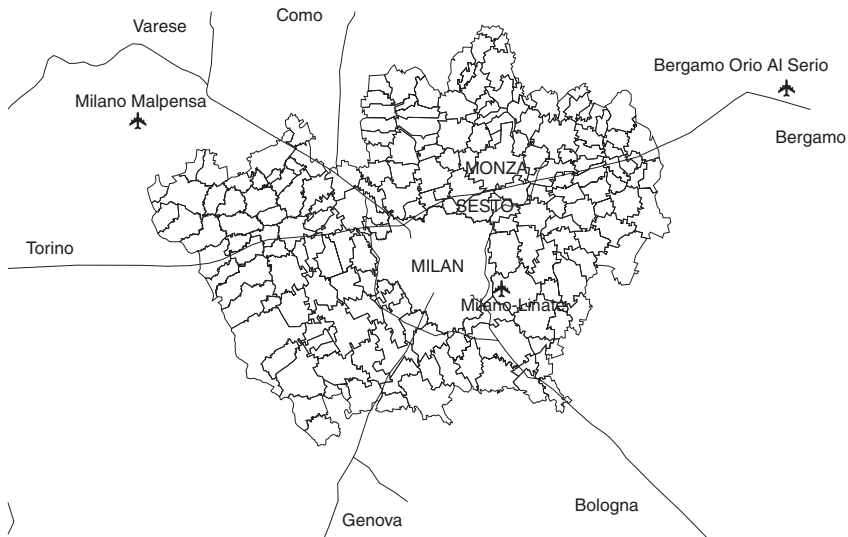 Como
Varese
Bergamo Orio Al Serio
Milano Malpensa
Bergamo
MONZA
SESTO
Torino
MILAN
Milano-Linate
Bologna
Genova